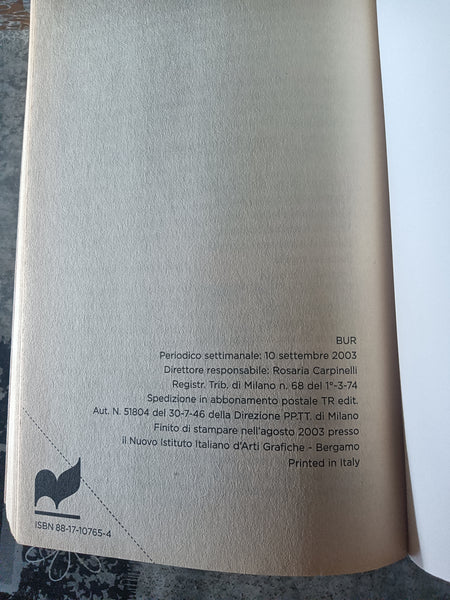 BUR
Periodico settimanale: 10 settembre 2003
Direttore responsabile: Rosaria Carpinelli
Registr. Trib. di Milano n. 68 del 1°-3-74
Spedizione in abbonamento postale TR edit.
Aut. N. 51804 del 30-7-46 della Direzione PP.TT. di Milano
Finito di stampare nell'agosto 2003 presso
il Nuovo Istituto Italiano d'Arti Grafiche - Bergamo
Printed in Italy
ISBN 88-17-10765-4